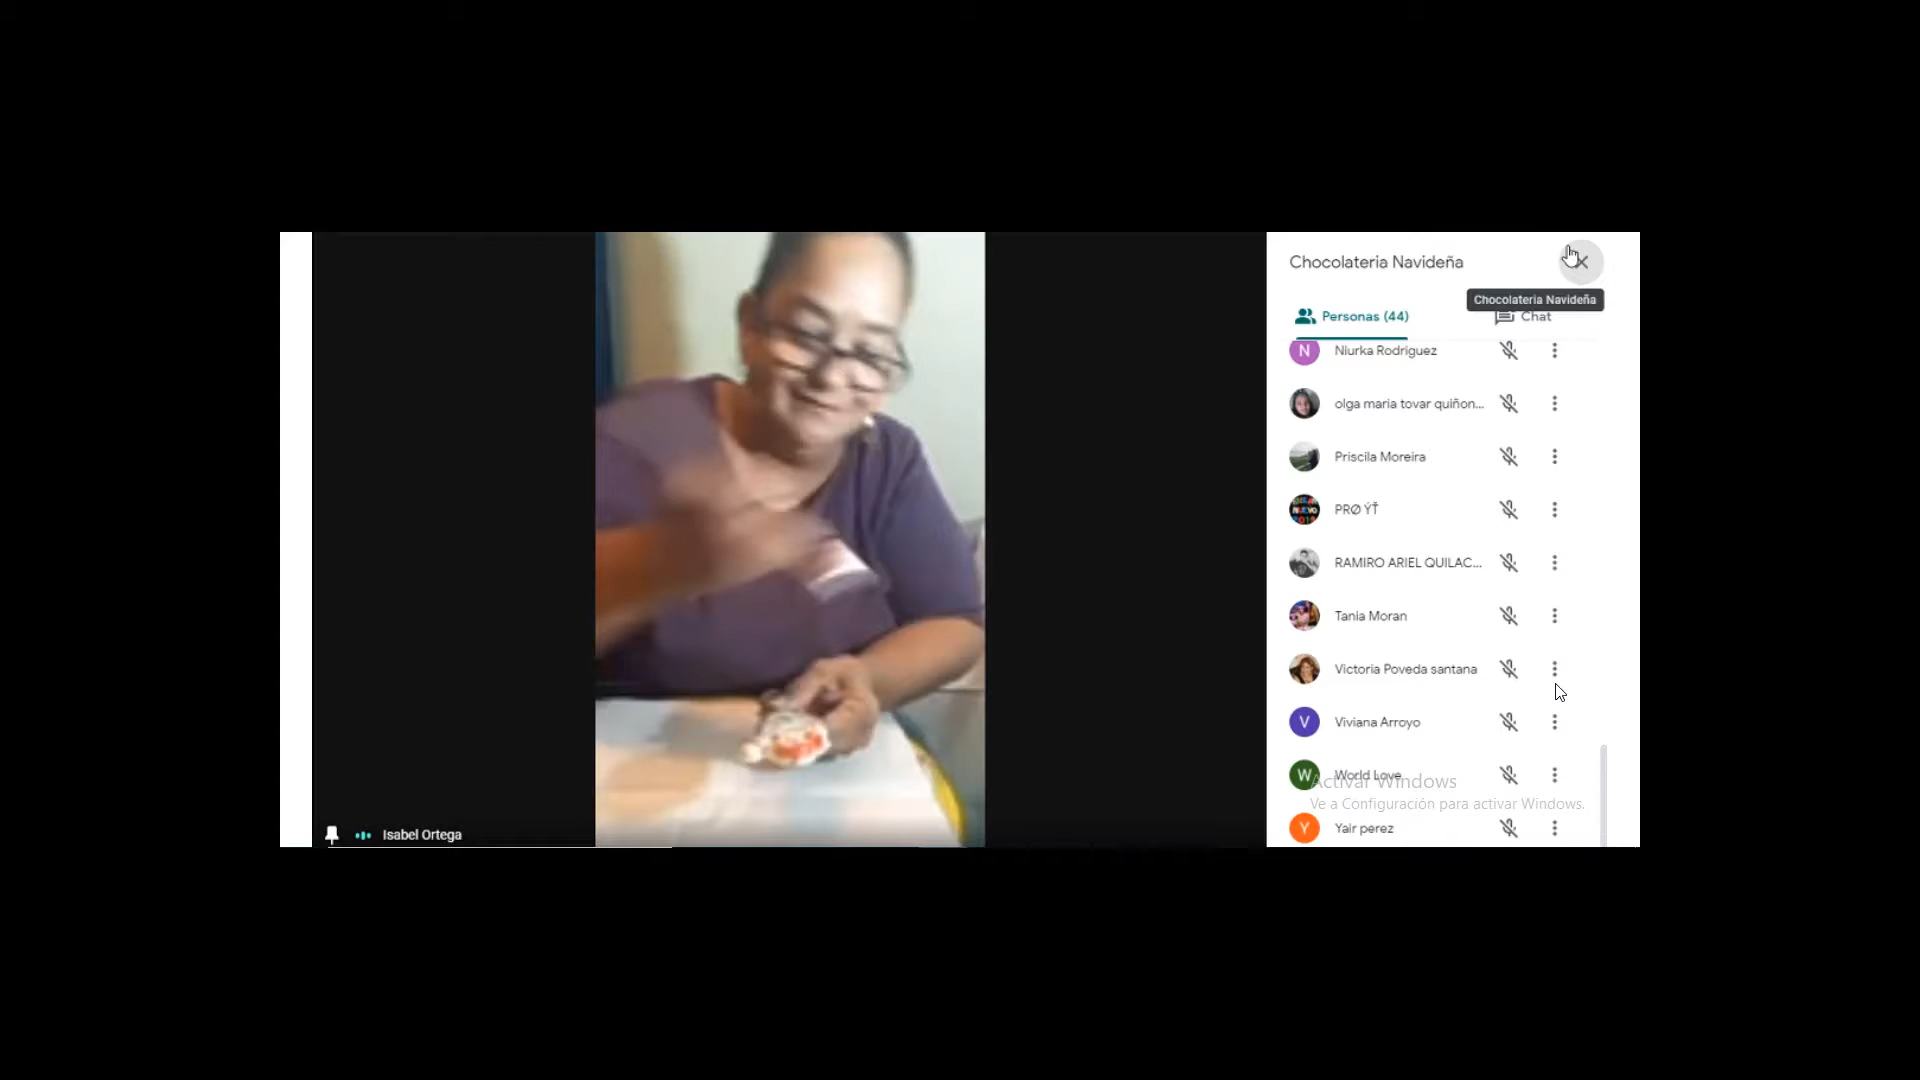 Chocolateria Navideña
Chocolateria Navideña
Personas (44)
Chat
N
Niurka Rodriguez
olga maria tovar quiñon...
Priscila Moreira
PRØ ÝŤ
RAMIRO ARIEL QUILAC...
Tania Moran
Victoria Poveda santana
V
Viviana Arroyo
W
World Love
Activar Windows
Ve a Configuración para activar Windows.
Y
Yair perez
Isabel Ortega